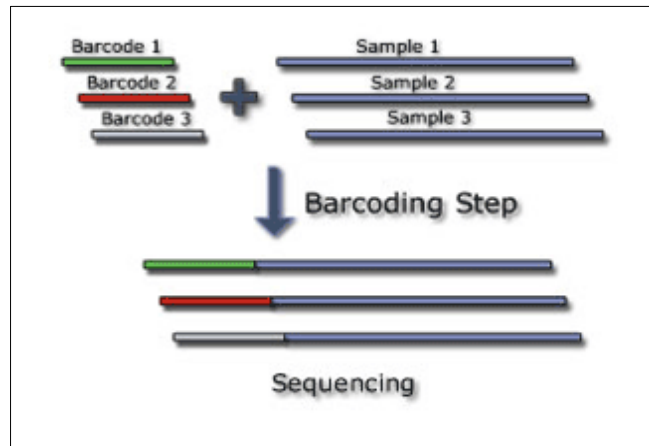 Barcode 1
Sample 1
Barcode 2
Sample 2
Barcode 3
Sample 3
Barcoding Step
Sequencing